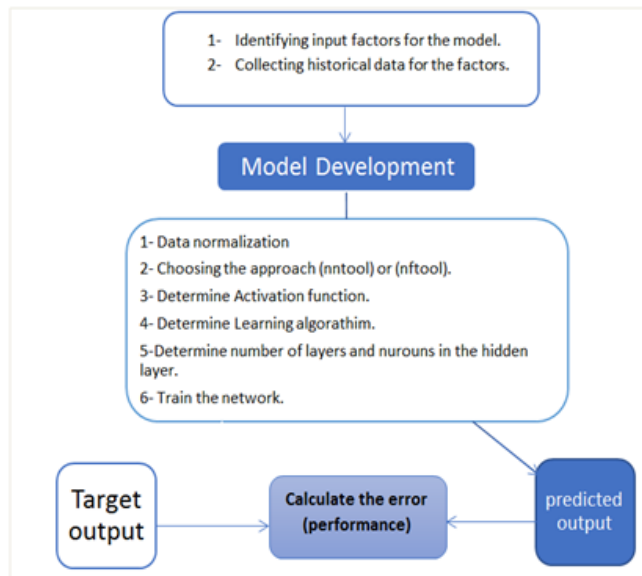 1- Identifying input factors for the model.
2- Collecting historical data for the factors.
Model Development
1- Data normalization
2- Choosing the approach (nntool) or (nftool).
3- Determine Activation function.
4- Determine Learning algorathim.
5-Determine number of layers and nurouns in the hidden
layer.
6- Train the network.
Target
output
Calculate the error
(performance)
predicted
output